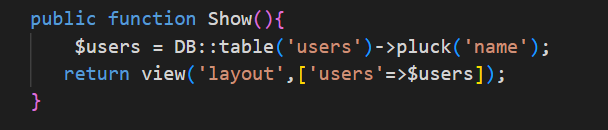 public function Show(){
    $users = DB::table('users')->pluck('name');
   return view('layout',['users'=>$users]);
}